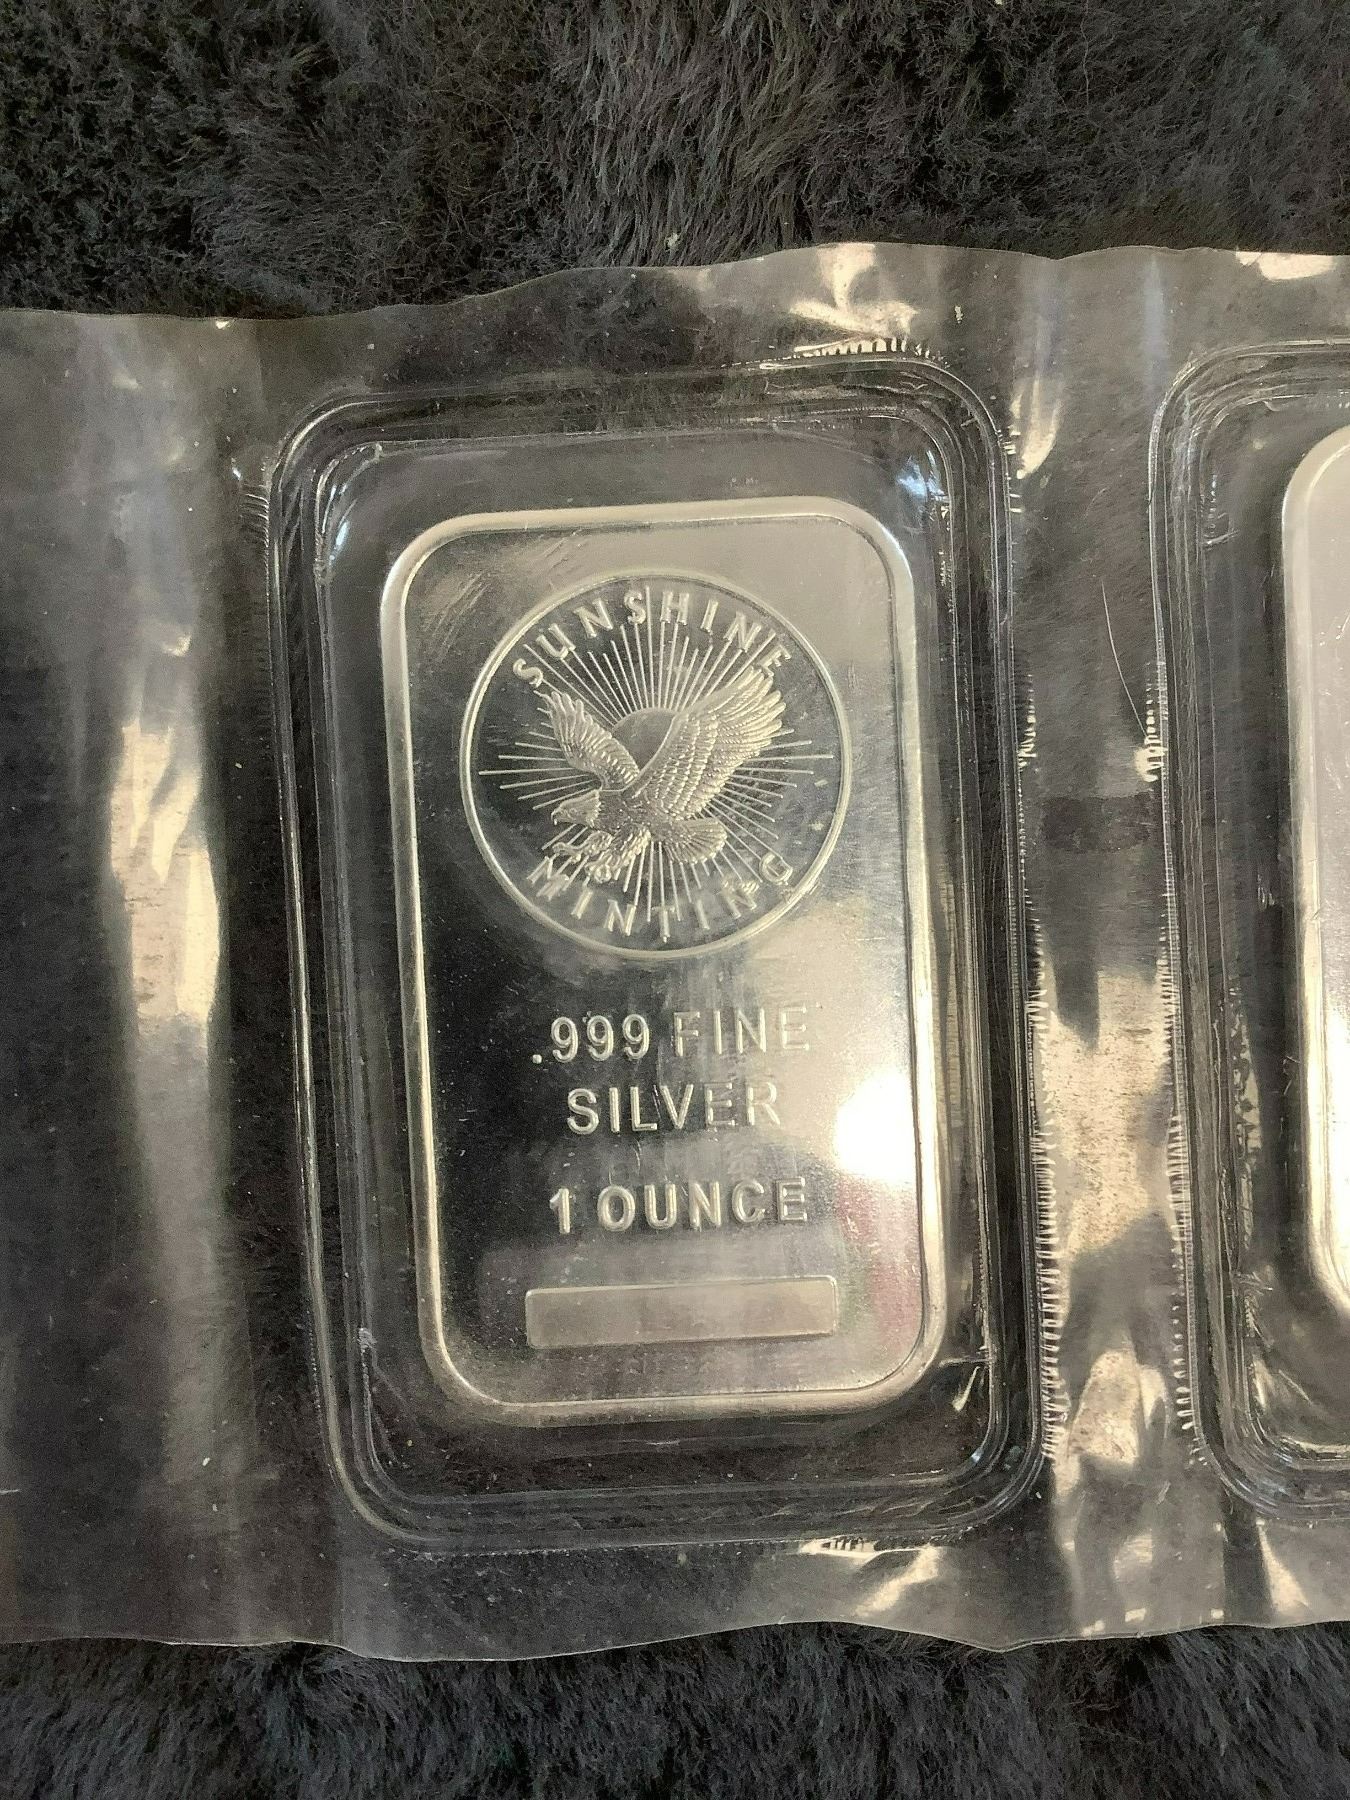 SUNSHINE
MINTING
.999 FINE
SILVER
1 OUNCE